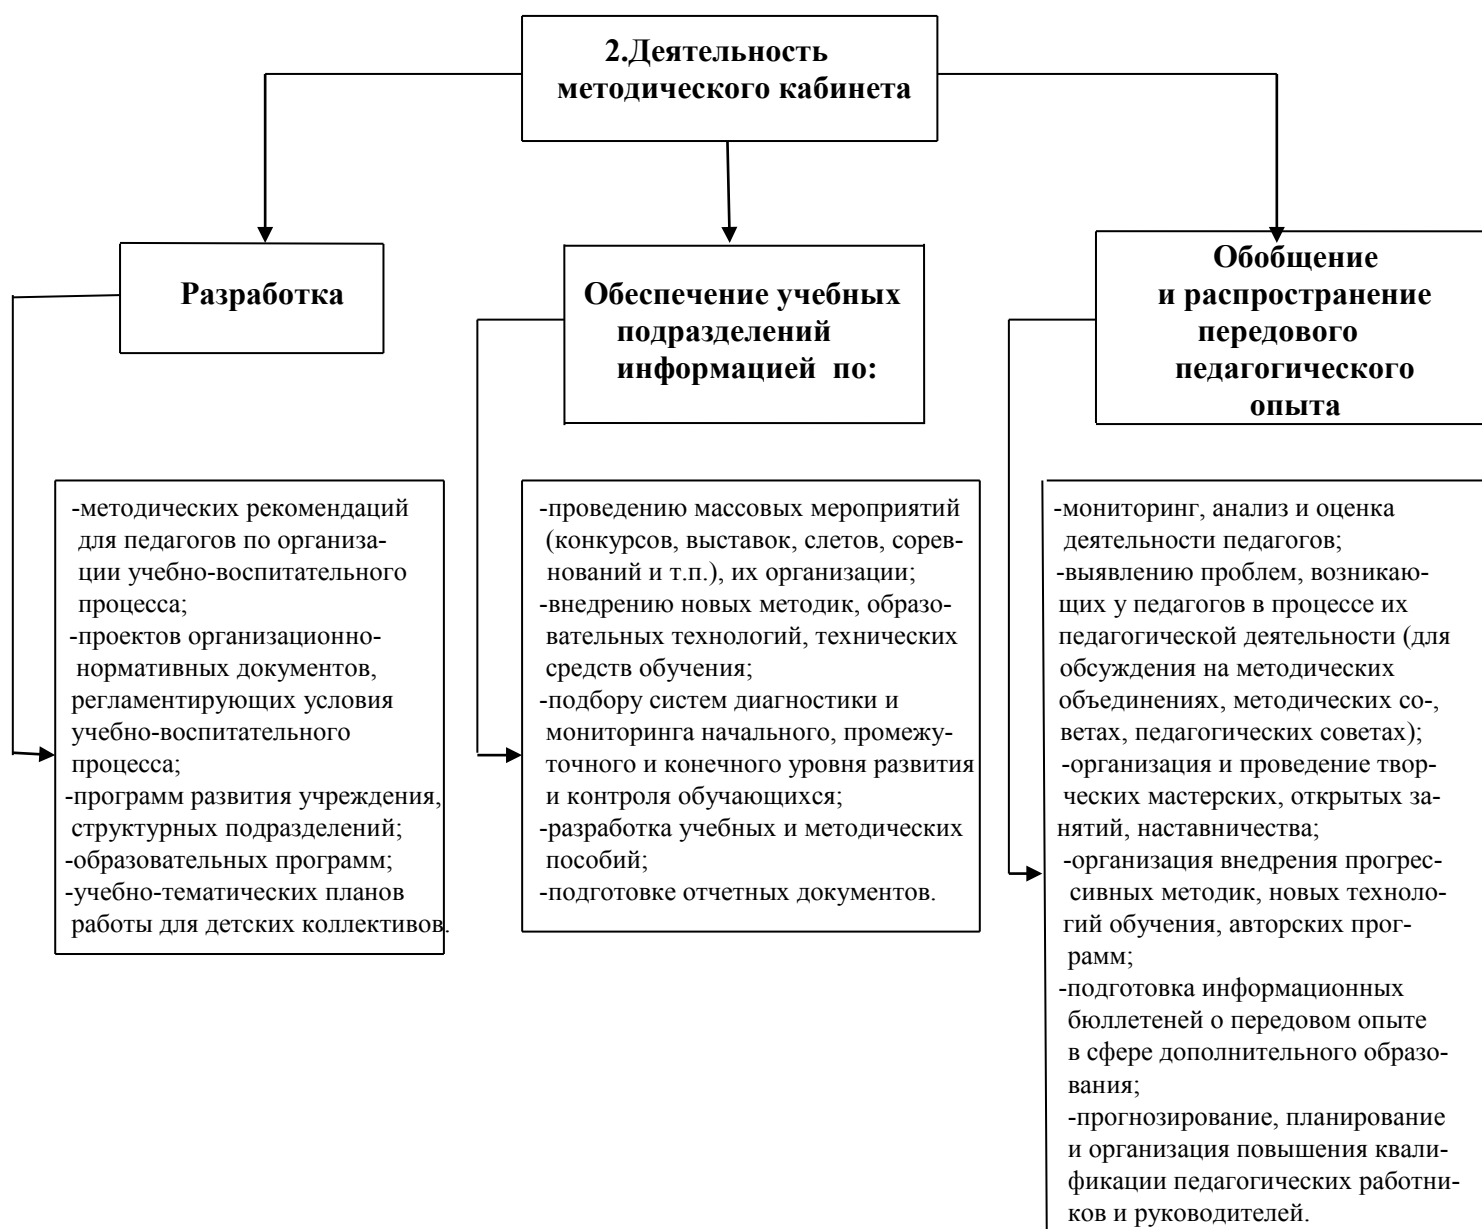 2.Деятельность
методического кабинета
Разработка
Обеспечение учебных
подразделений
информацией по:
Обобщение
и распространение
передового
педагогического
опыта
-методических рекомендаций
для педагогов по организа-
ции учебно-воспитательного
процесса;
-проектов организационно-
нормативных документов,
регламентирующих условия
учебно-воспитательного
процесса;
-программ развития учреждения,
структурных подразделений;
-образовательных программ;
-учебно-тематических планов
работы для детских коллективов.
-проведению массовых мероприятий
(конкурсов, выставок, слетов, сорев-
нований и т.п.), их организации;
-внедрению новых методик, образо-
вательных технологий, технических
средств обучения;
-подбору систем диагностики и
мониторинга начального, промежу-
точного и конечного уровня развития
и контроля обучающихся;
-разработка учебных и методических
пособий;
-подготовке отчетных документов.
-мониторинг, анализ и оценка
деятельности педагогов;
-выявлению проблем, возникаю-
щих у педагогов в процессе их
педагогической деятельности (для
обсуждения на методических
объединениях, методических со-,
ветах, педагогических советах);
-организация и проведение твор-
ческих мастерских, открытых за-
нятий, наставничества;
-организация внедрения прогрес-
сивных методик, новых техноло-
гий обучения, авторских прог-
рамм;
-подготовка информационных
бюллетеней о передовом опыте
в сфере дополнительного образо-
вания;
-прогнозирование, планирование
и организация повышения квали-
фикации педагогических работни-
ков и руководителей.